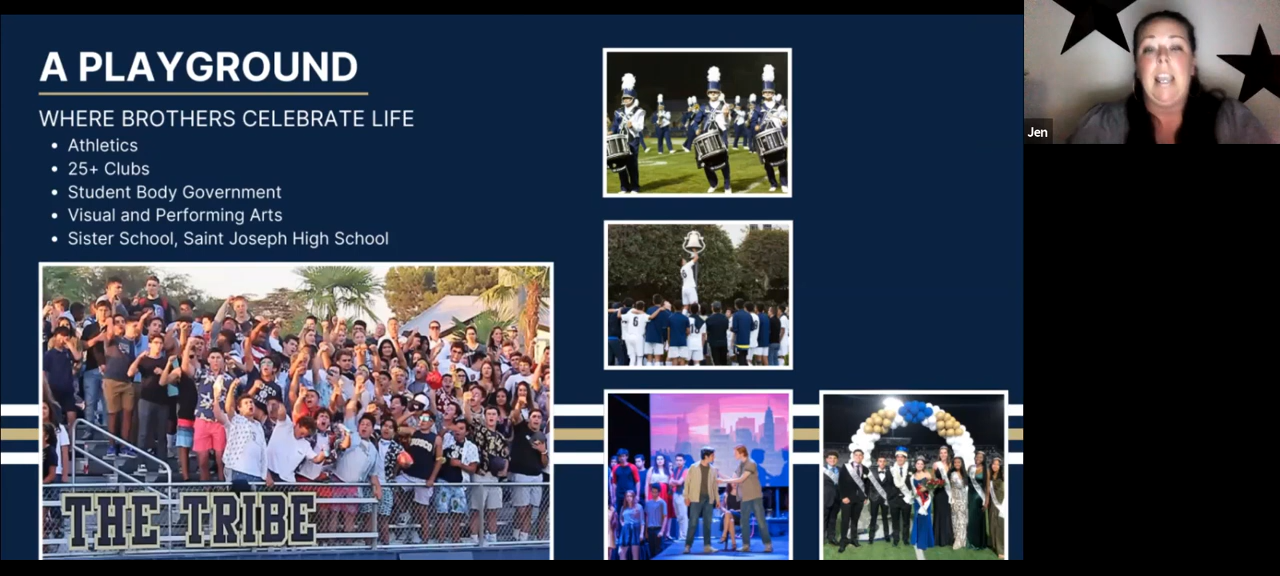 A PLAYGROUND
WHERE BROTHERS CELEBRATE LIFE
• Athletics
• 25+ Clubs
• Student Body Government
• Visual and Performing Arts
• Sister School, Saint Joseph High School
THE TRIBE
Jen